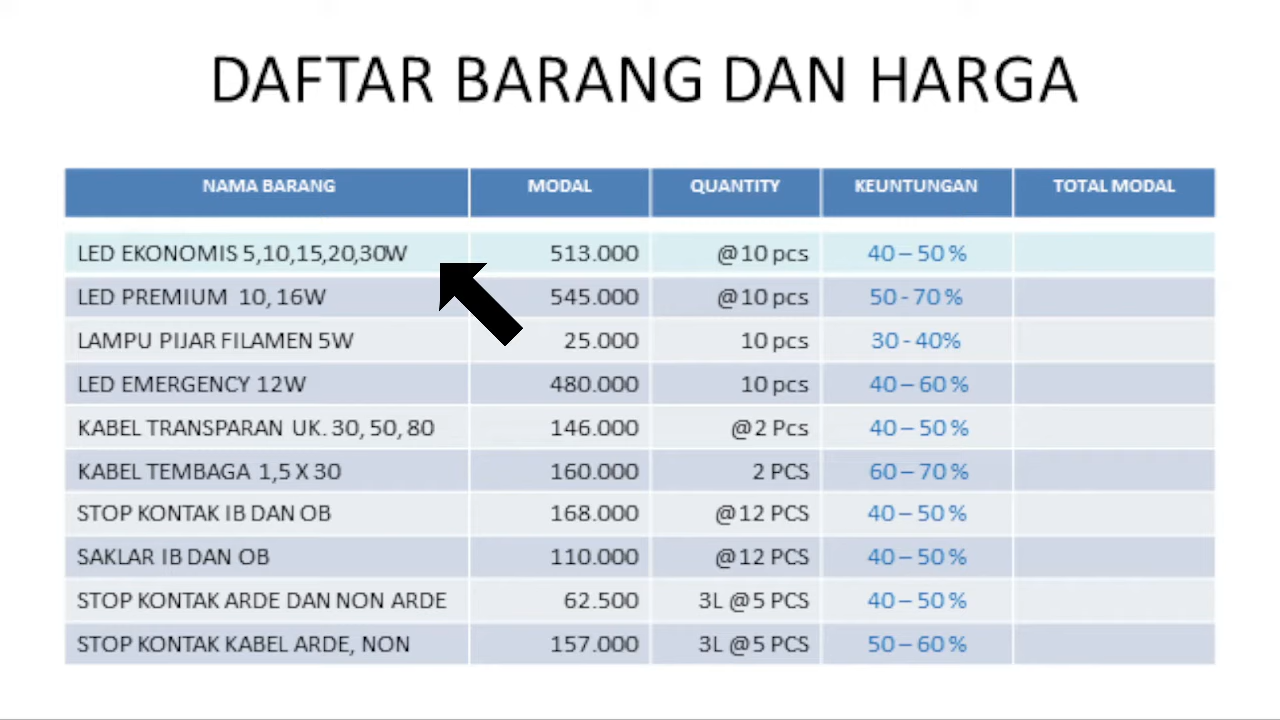 DAFTAR BARANG DAN HARGA
NAMA BARANG MODAL QUANTITY KEUNTUNGAN TOTAL MODAL
LED EKONOMIS 5,10,15,20,30W 513.000 @10 pcs 40 – 50 %
LED PREMIUM 10, 16W 545.000 @10 pcs 50 - 70 %
LAMPU PIJAR FILAMEN 5W 25.000 10 pcs 30 - 40%
LED EMERGENCY 12W 480.000 10 pcs 40 – 60 %
KABEL TRANSPARAN UK. 30, 50, 80 146.000 @2 Pcs 40 – 50 %
KABEL TEMBAGA 1,5 X 30 160.000 2 PCS 60 – 70 %
STOP KONTAK IB DAN OB 168.000 @12 PCS 40 – 50 %
SAKLAR IB DAN OB 110.000 @12 PCS 40 – 50 %
STOP KONTAK ARDE DAN NON ARDE 62.500 3L @5 PCS 40 – 50 %
STOP KONTAK KABEL ARDE, NON 157.000 3L @5 PCS 50 – 60 %